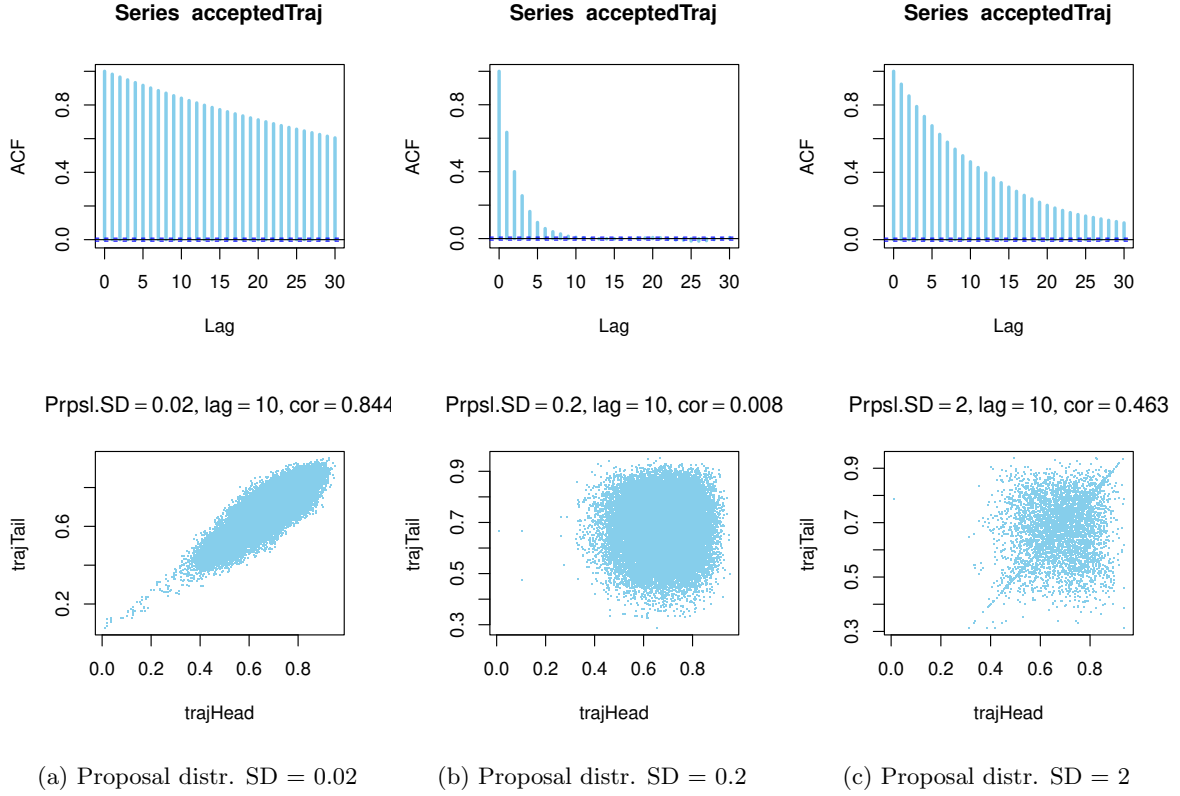 Series acceptedTraj
ACF
0.0 0.4 0.8
0 5 10 15 20 25 30
Lag
Series acceptedTraj
ACF
0.0 0.4 0.8
0 5 10 15 20 25 30
Lag
Series acceptedTraj
ACF
0.0 0.4 0.8
0 5 10 15 20 25 30
Lag
Prpsl.SD = 0.02, lag = 10, cor = 0.844
trajTail
0.2 0.6
0.0 0.2 0.4 0.6 0.8
trajHead
Prpsl.SD = 0.2, lag = 10, cor = 0.008
trajTail
0.3 0.5 0.7 0.9
0.0 0.2 0.4 0.6 0.8
trajHead
Prpsl.SD = 2, lag = 10, cor = 0.463
trajTail
0.3 0.5 0.7 0.9
0.0 0.2 0.4 0.6 0.8
trajHead
(a) Proposal distr. SD = 0.02
(b) Proposal distr. SD = 0.2
(c) Proposal distr. SD = 2